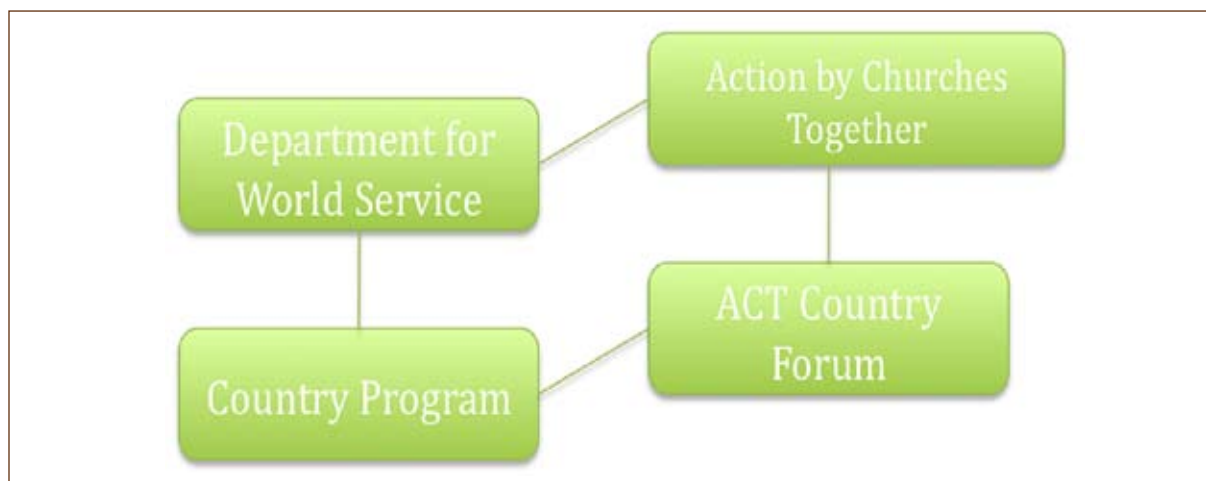 Department for
World Service
Action by Churches
Together
Country Program
ACT Country
Forum